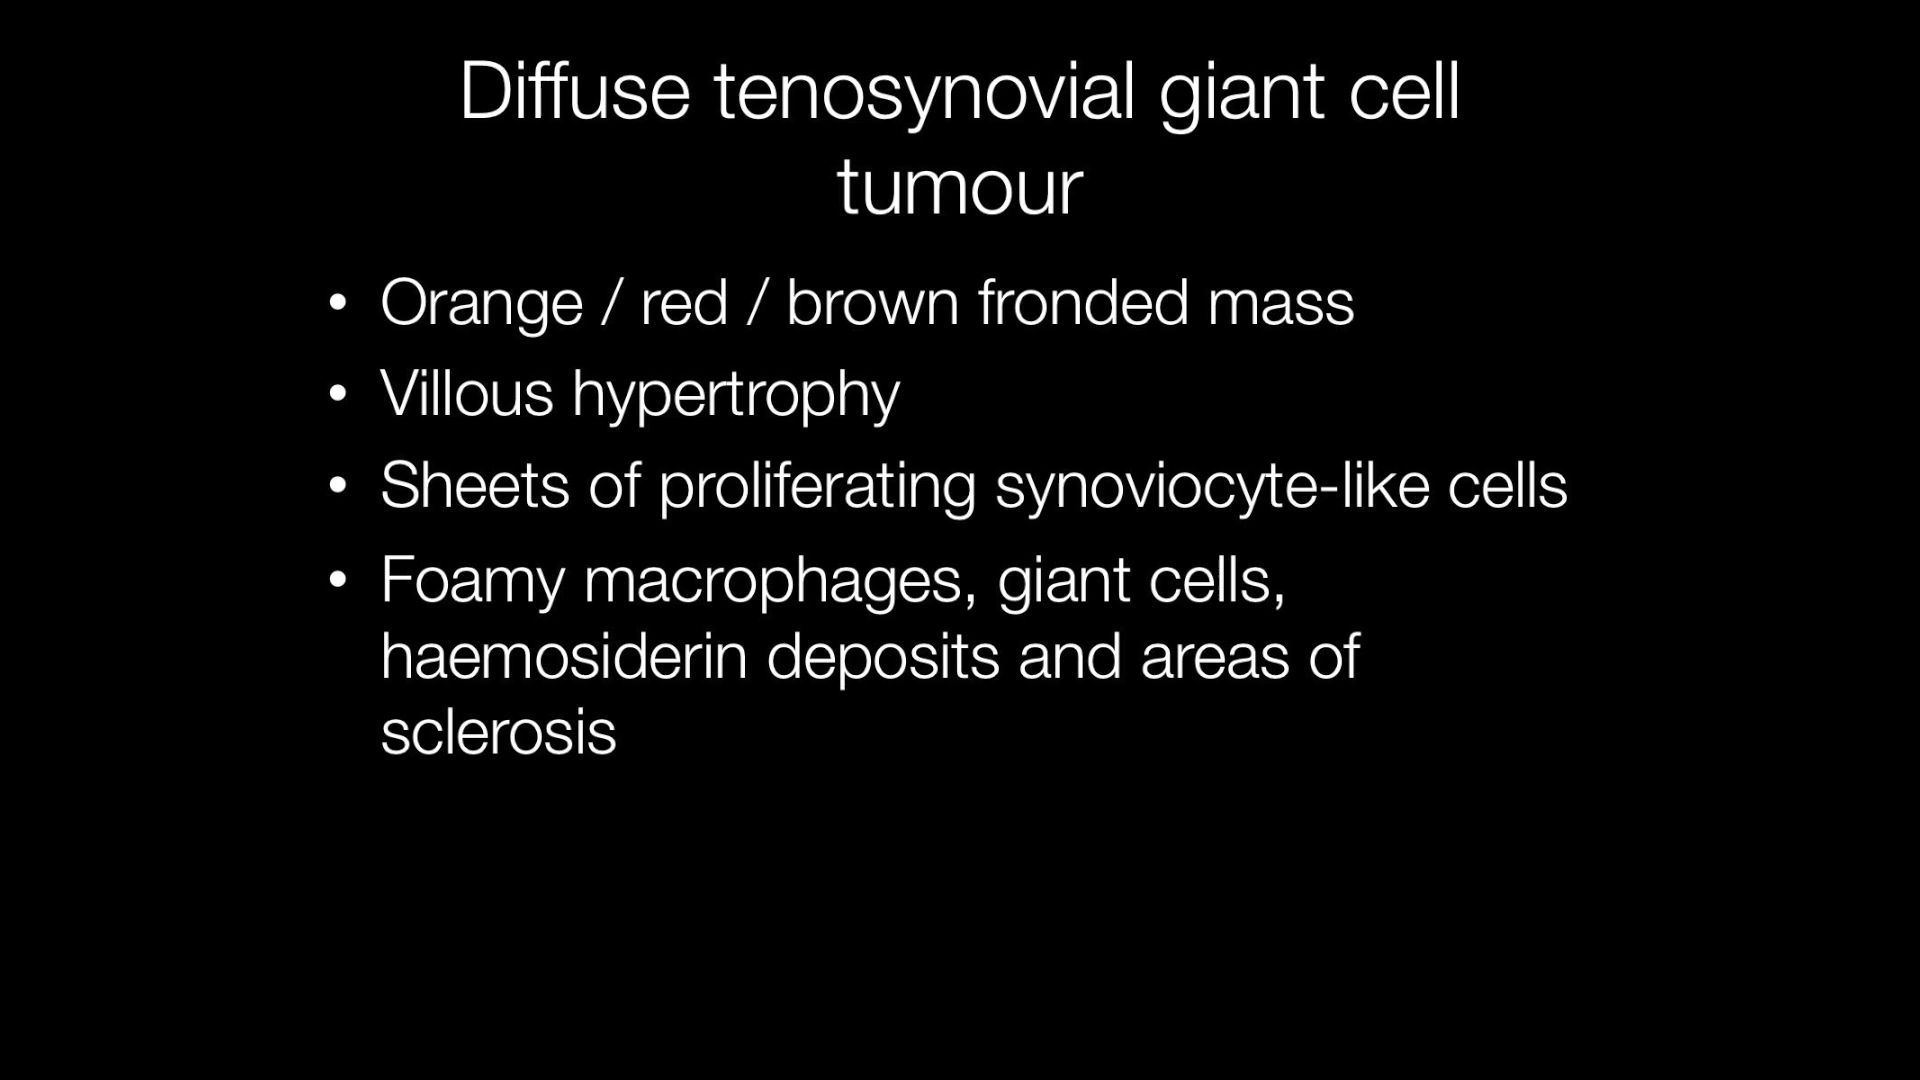 Diffuse tenosynovial giant cell
tumour
• Orange / red / brown fronded mass
• Villous hypertrophy
• Sheets of proliferating synoviocyte-like cells
• Foamy macrophages, giant cells,
haemosiderin deposits and areas of
sclerosis